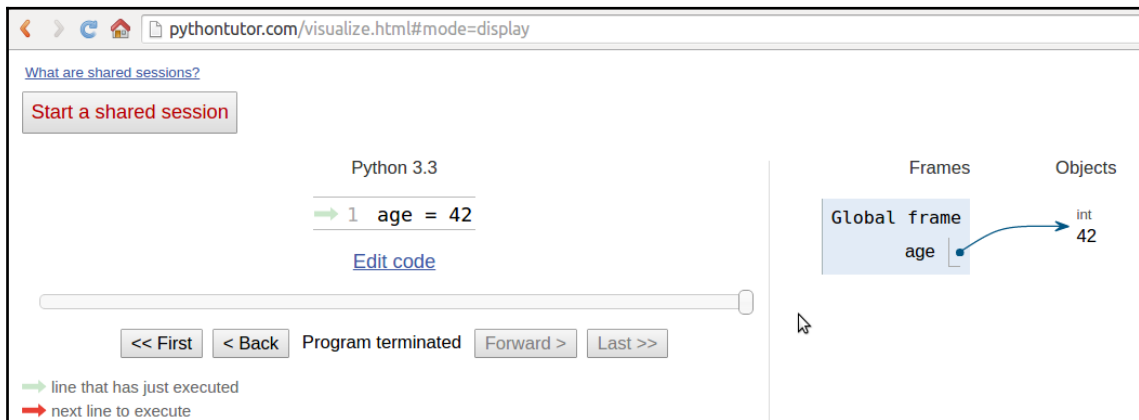 pythontutor.com/visualize.html#mode=display
What are shared sessions?
Start a shared session
Python 3.3
1 age = 42
Edit code
<< First < Back Program terminated Forward > Last >>
line that has just executed
next line to execute
Frames Objects
Global frame
age
int
42